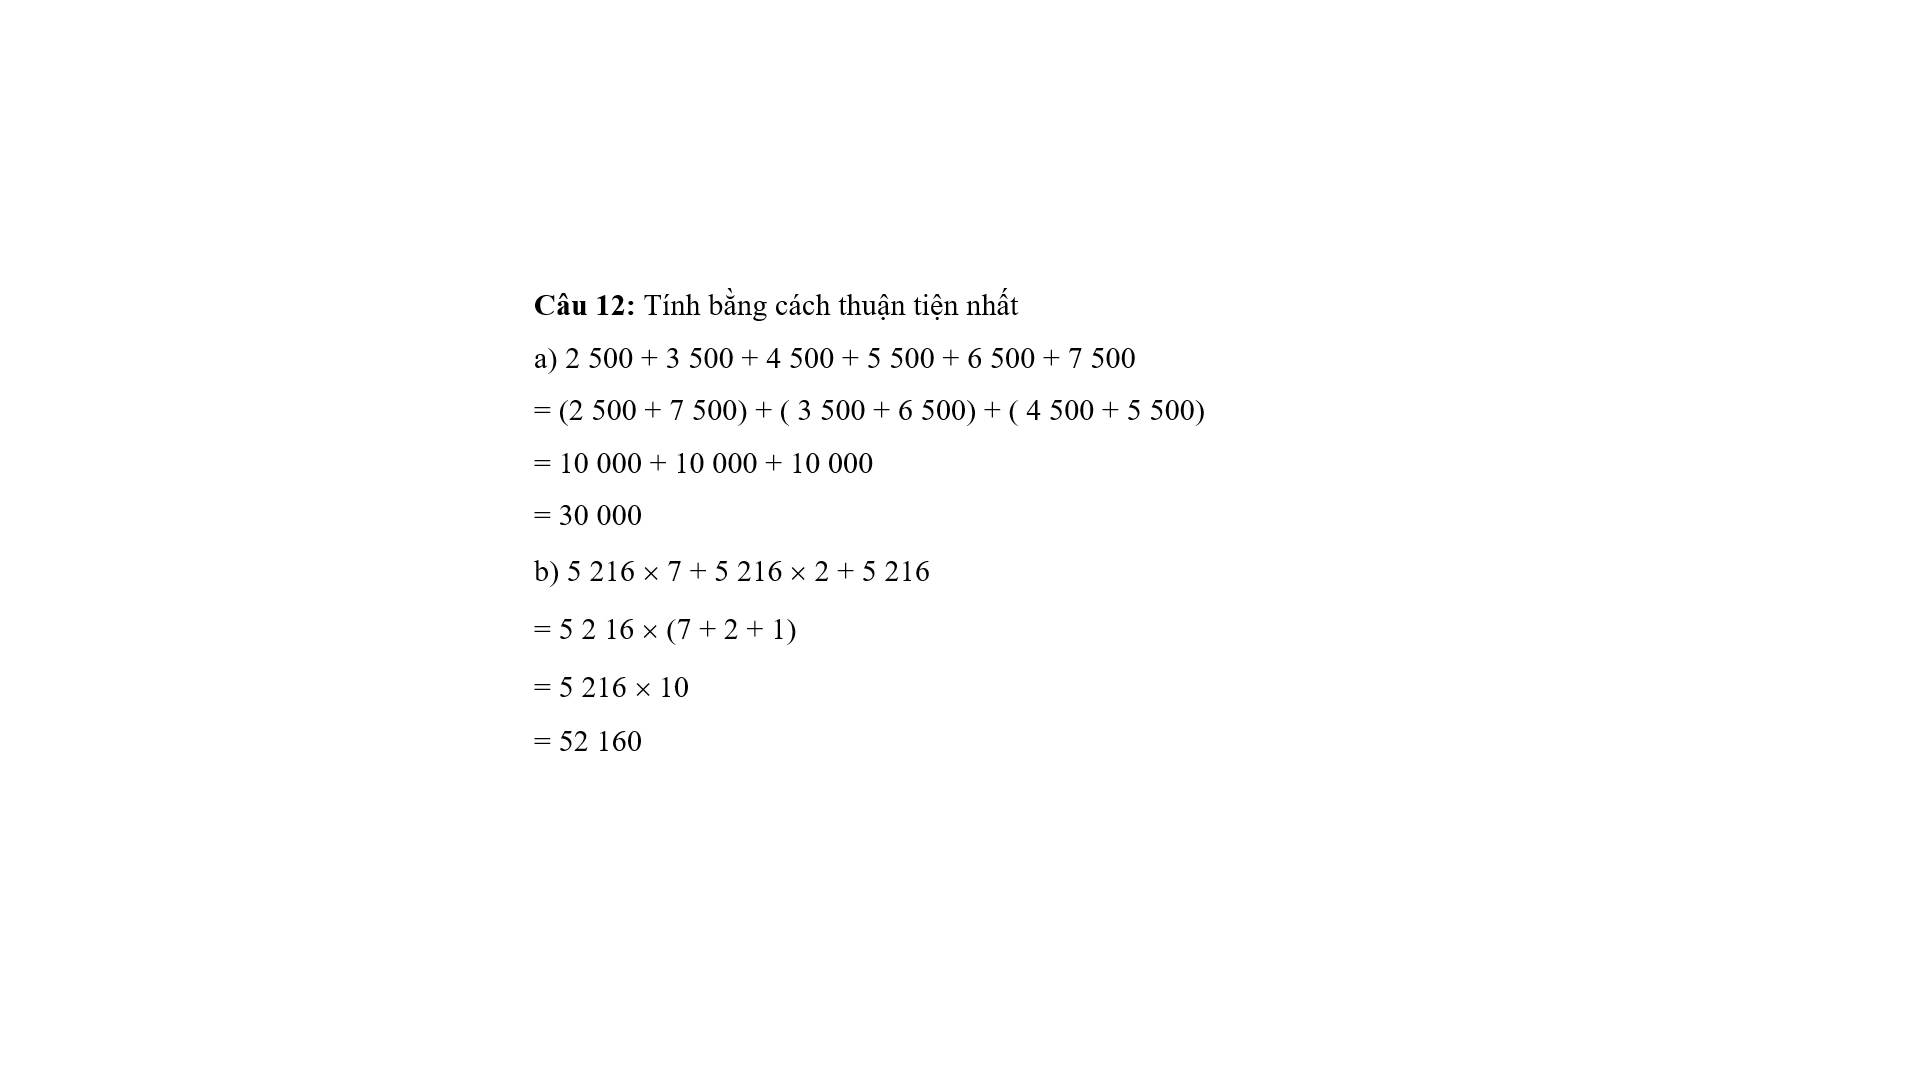 Câu 12: Tính bằng cách thuận tiện nhất
a) 2 500 + 3 500 + 4 500 + 5 500 + 6 500 + 7 500
= (2 500 + 7 500) + ( 3 500 + 6 500) + ( 4 500 + 5 500)
= 10 000 + 10 000 + 10 000
= 30 000
b) 5 216 × 7 + 5 216 × 2 + 5 216
= 5 2 16 × (7 + 2 + 1)
= 5 216 × 10
= 52 160